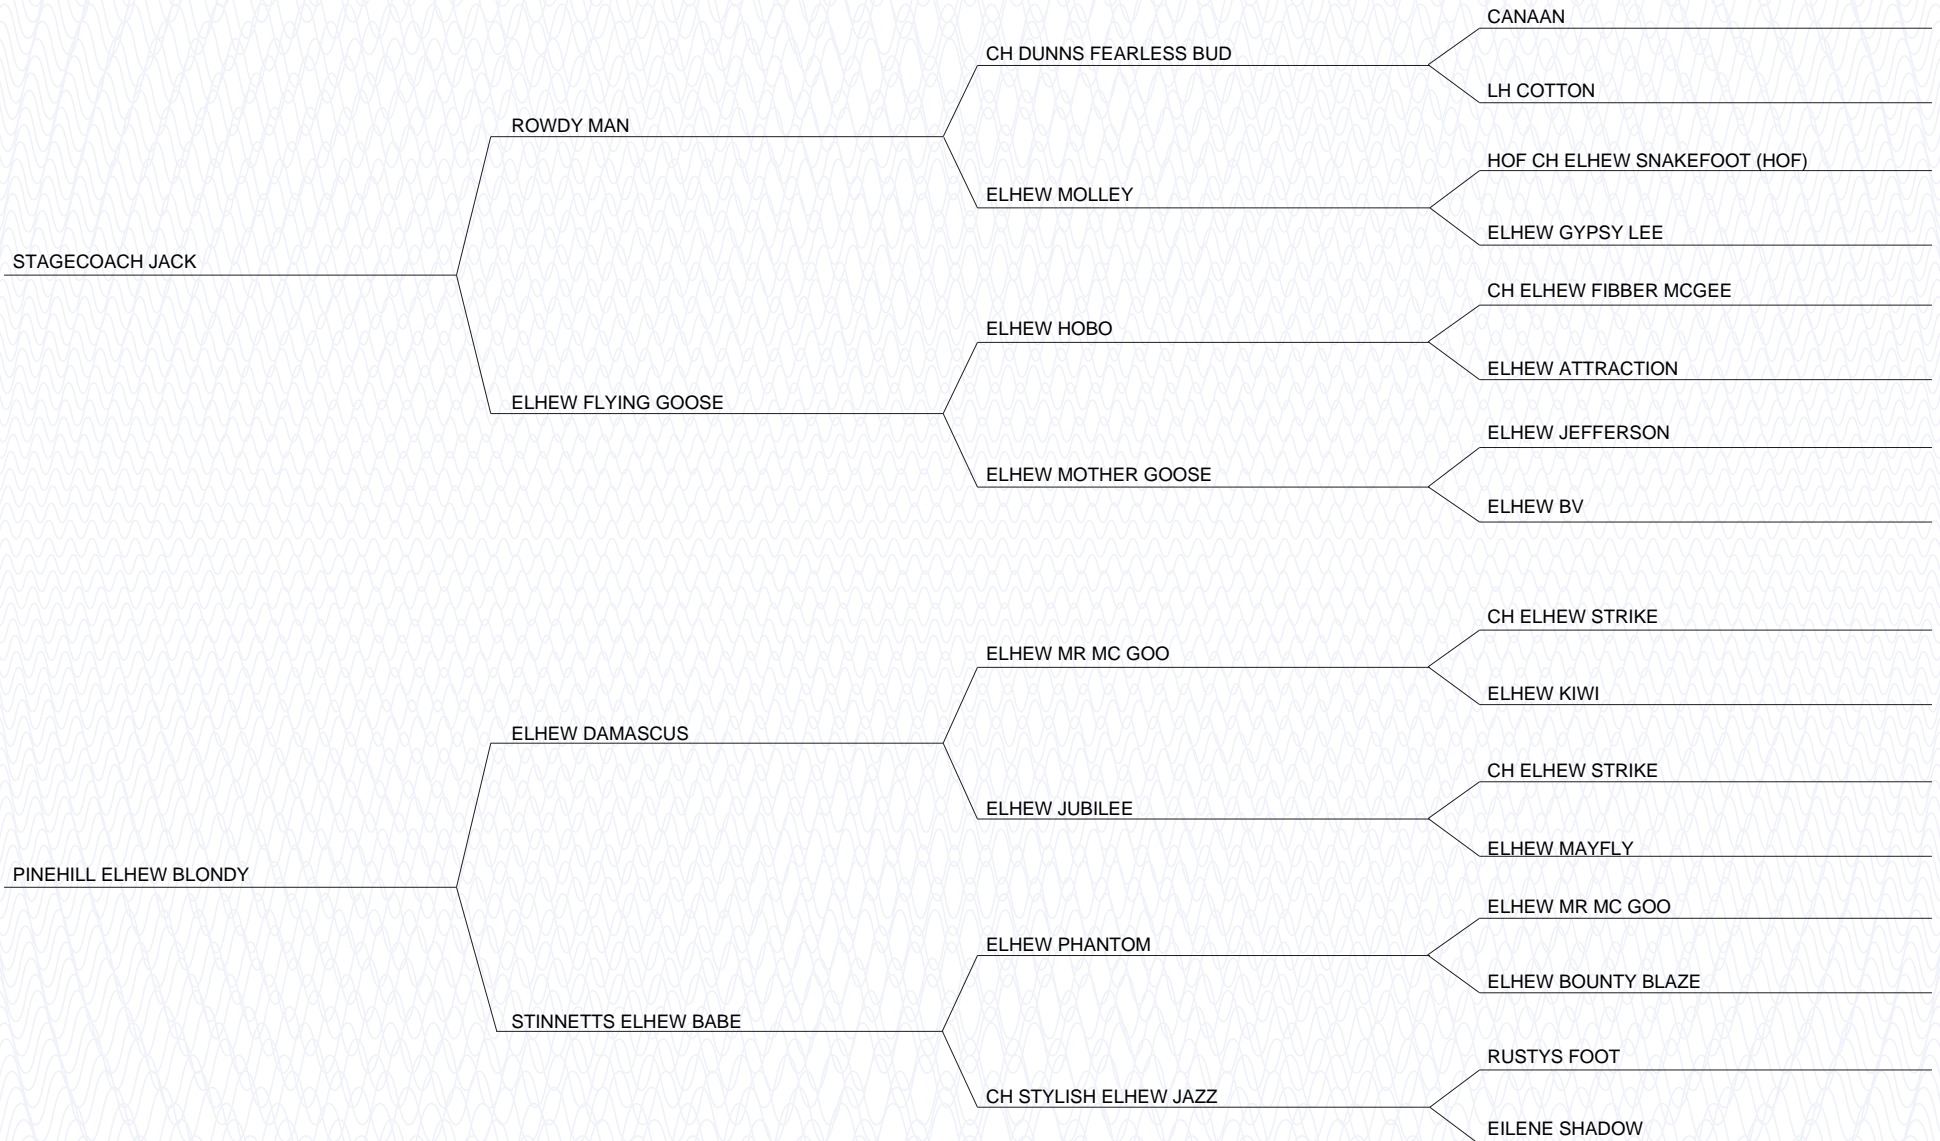 CANAAN
CH DUNNS FEARLESS BUD
LH COTTON
ROWDY MAN
HOF CH ELHEW SNAKEFOOT (HOF)
ELHEW MOLLEY
ELHEW GYPSY LEE
STAGECOACH JACK
CH ELHEW FIBBER MCGEE
ELHEW HOBO
ELHEW ATTRACTION
ELHEW FLYING GOOSE
ELHEW JEFFERSON
ELHEW MOTHER GOOSE
ELHEW BV
CH ELHEW STRIKE
ELHEW MR MC GOO
ELHEW KIWI
ELHEW DAMASCUS
CH ELHEW STRIKE
ELHEW JUBILEE
ELHEW MAYFLY
PINEHILL ELHEW BLONDY
ELHEW MR MC GOO
ELHEW PHANTOM
ELHEW BOUNTY BLAZE
STINNETTS ELHEW BABE
RUSTYS FOOT
CH STYLISH ELHEW JAZZ
EILENE SHADOW